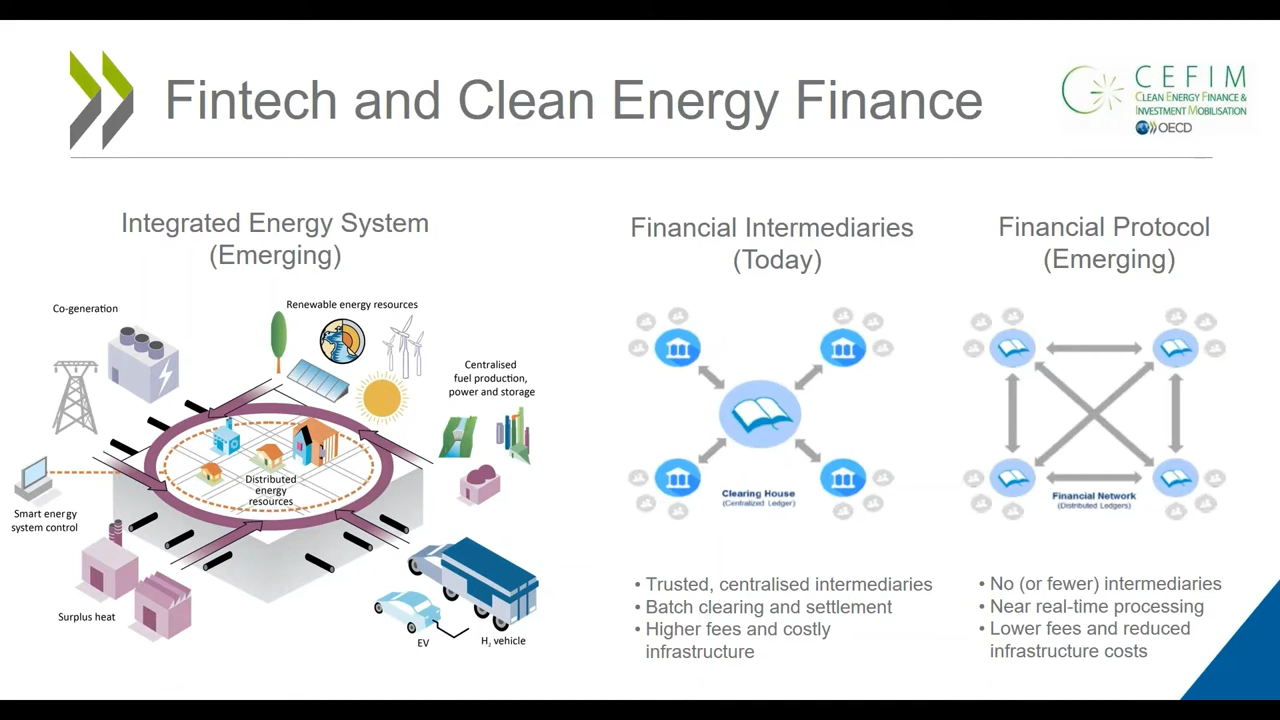 Fintech and Clean Energy Finance
CEFIM
CLEAN ENERGY FINANCE &
INVESTMENT MOBILISATION
OECD
Integrated Energy System
(Emerging)
Co-generation
Renewable energy resources
Centralised
fuel production,
power and storage
Distributed
energy
resources
Smart energy
system control
Surplus heat
EV
H₂ vehicle
Financial Intermediaries
(Today)
Clearing House
(Centralized Ledger)
• Trusted, centralised intermediaries
• Batch clearing and settlement
• Higher fees and costly
infrastructure
Financial Protocol
(Emerging)
Financial Network
(Distributed Ledgers)
• No (or fewer) intermediaries
• Near real-time processing
• Lower fees and reduced
infrastructure costs